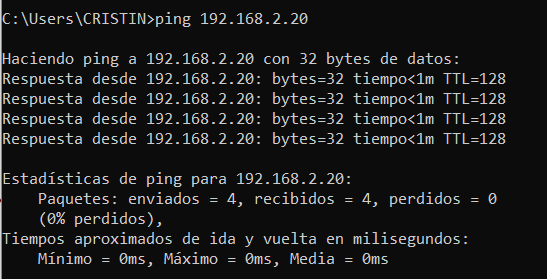 C:\Users\CRISTIN>ping 192.168.2.20
Haciendo ping a 192.168.2.20 con 32 bytes de datos:
Respuesta desde 192.168.2.20: bytes=32 tiempo<1m TTL=128
Respuesta desde 192.168.2.20: bytes=32 tiempo<1m TTL=128
Respuesta desde 192.168.2.20: bytes=32 tiempo<1m TTL=128
Respuesta desde 192.168.2.20: bytes=32 tiempo<1m TTL=128
Estadísticas de ping para 192.168.2.20:
Paquetes: enviados = 4, recibidos = 4, perdidos = 0
(0% perdidos),
Tiempos aproximados de ida y vuelta en milisegundos:
Mínimo = 0ms, Máximo = 0ms, Media = 0ms